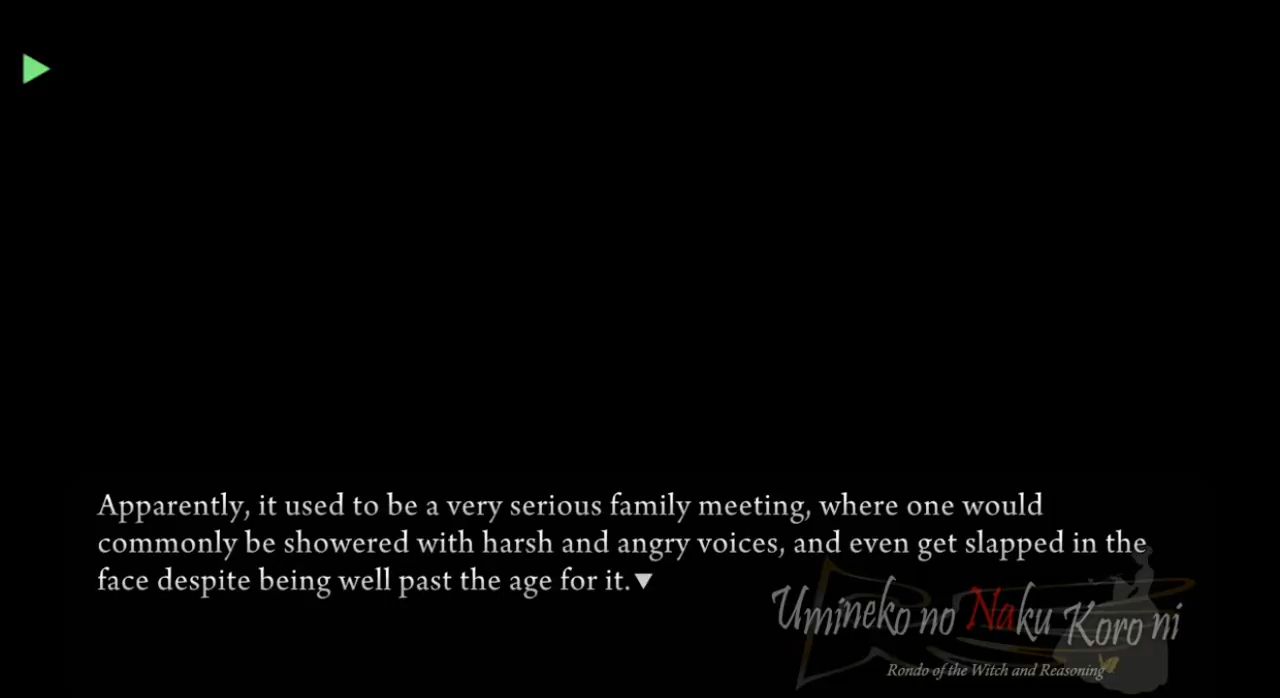 Apparently, it used to be a very serious family meeting, where one would
commonly be showered with harsh and angry voices, and even get slapped in the
face despite being well past the age for it.
Umineko no Naku Koro ni
Rondo of the Witch and Reasoning